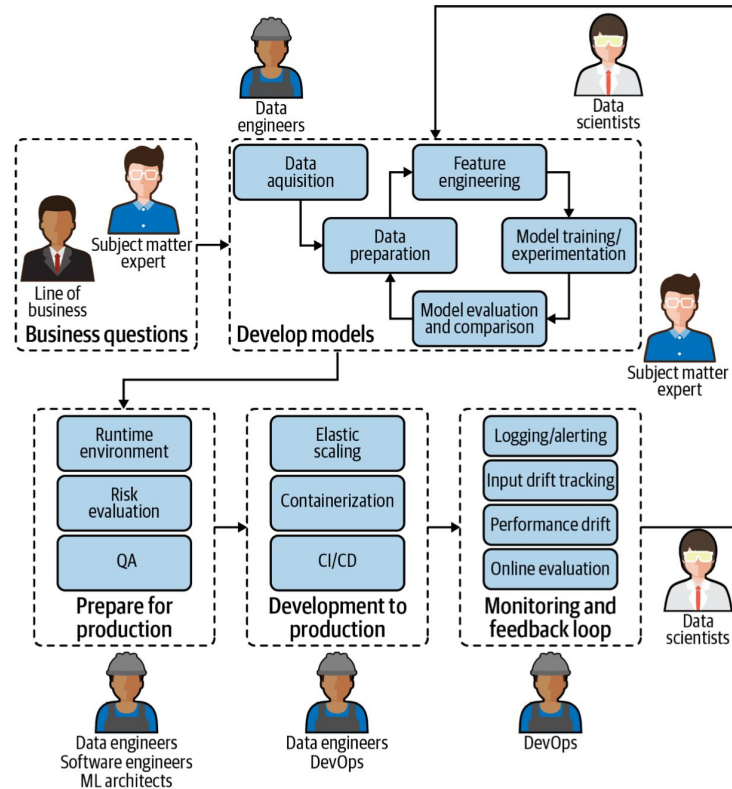 Data
engineers
Data
scientists
Subject matter
expert
Line of
business
Business questions
Data
aquisition
Feature
engineering
Data
preparation
Model training/
experimentation
Model evaluation
and comparison
Develop models
Subject matter
expert
Runtime
environment
Risk
evaluation
QA
Prepare for
production
Elastic
scaling
Containerization
CI/CD
Development to
production
Logging/alerting
Input drift tracking
Performance drift
Online evaluation
Monitoring and
feedback loop
Data
scientists
Data engineers
Software engineers
ML architects
Data engineers
DevOps
DevOps